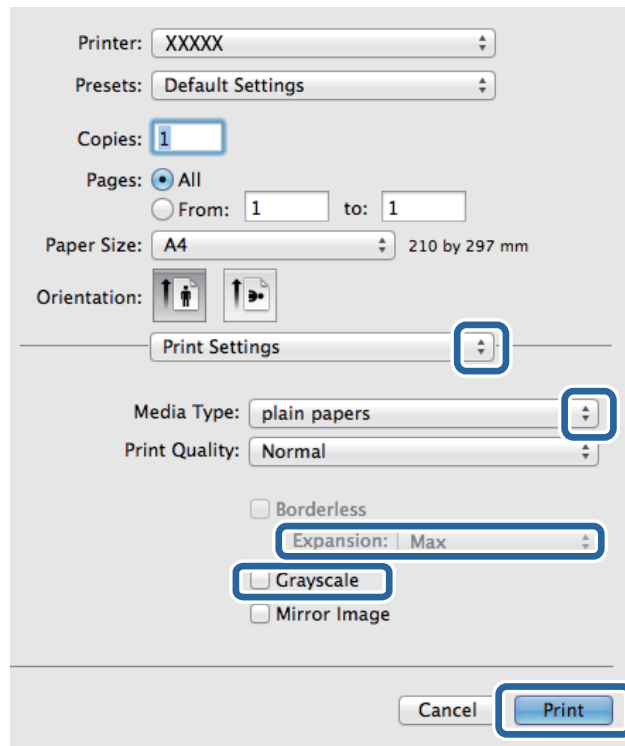 Printer: XXXXX
Presets: Default Settings
Copies: 1
Pages: All
From: 1 to: 1
Paper Size: A4 210 by 297 mm
Orientation:
Print Settings
Media Type: plain papers
Print Quality: Normal
Borderless
Expansion: Max
Grayscale
Mirror Image
Cancel Print